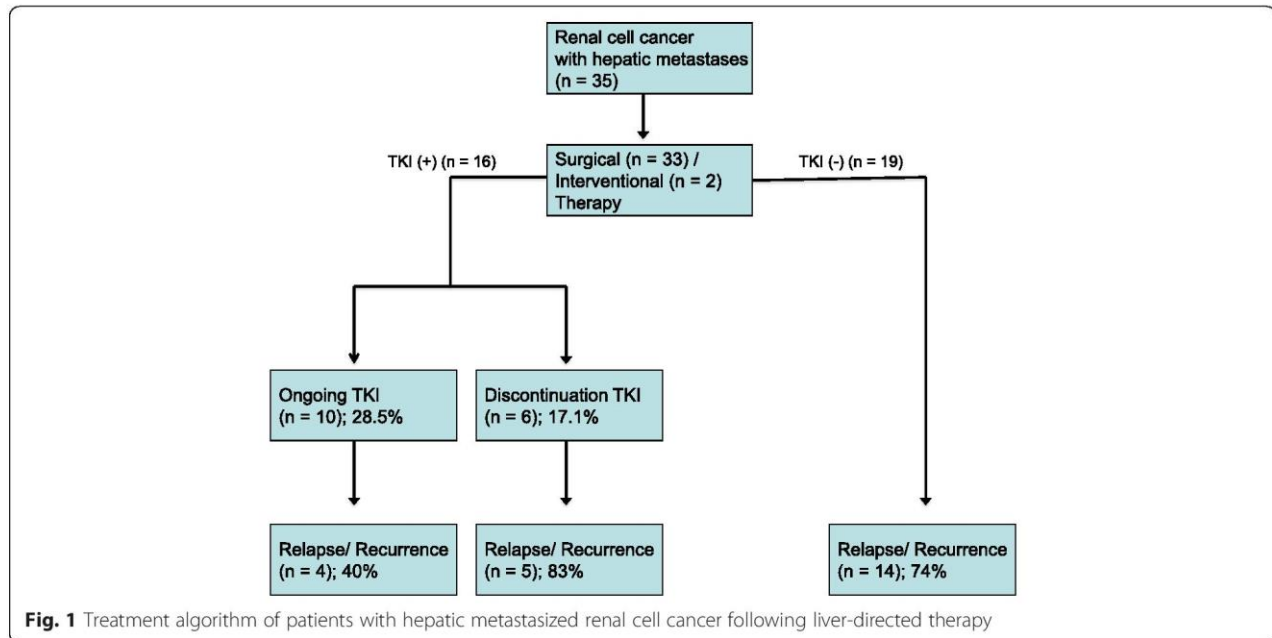 Renal cell cancer
with hepatic metastases
(n = 35)
TKI (+) (n = 16)
Surgical (n = 33) /
Interventional (n = 2)
Therapy
TKI (-) (n = 19)
Ongoing TKI
(n = 10); 28.5%
Discontinuation TKI
(n = 6); 17.1%
Relapse/ Recurrence
(n = 4); 40%
Relapse/ Recurrence
(n = 5); 83%
Relapse/ Recurrence
(n = 14); 74%
Fig. 1 Treatment algorithm of patients with hepatic metastasized renal cell cancer following liver-directed therapy